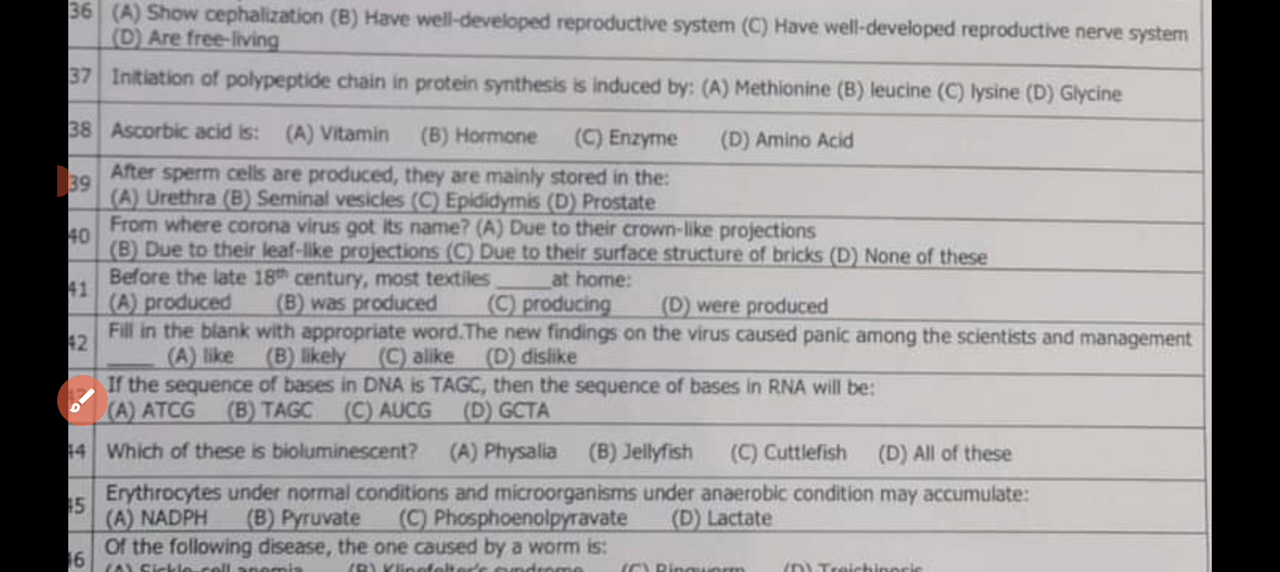 36 (A) Show cephalization (B) Have well-developed reproductive system (C) Have well-developed reproductive nerve system
(D) Are free-living
37 Initiation of polypeptide chain in protein synthesis is induced by: (A) Methionine (B) leucine (C) lysine (D) Glycine
38 Ascorbic acid is: (A) Vitamin (B) Hormone (C) Enzyme (D) Amino Acid
39 After sperm cells are produced, they are mainly stored in the:
(A) Urethra (B) Seminal vesicles (C) Epididymis (D) Prostate
40 From where corona virus got its name? (A) Due to their crown-like projections
(B) Due to their leaf-like projections (C) Due to their surface structure of bricks (D) None of these
41 Before the late 18th century, most textiles _____at home:
(A) produced (B) was produced (C) producing (D) were produced
42 Fill in the blank with appropriate word.The new findings on the virus caused panic among the scientists and management
____ (A) like (B) likely (C) alike (D) dislike
If the sequence of bases in DNA is TAGC, then the sequence of bases in RNA will be:
(A) ATCG (B) TAGC (C) AUCG (D) GCTA
44 Which of these is bioluminescent? (A) Physalia (B) Jellyfish (C) Cuttlefish (D) All of these
45 Erythrocytes under normal conditions and microorganisms under anaerobic condition may accumulate:
(A) NADPH (B) Pyruvate (C) Phosphoenolpyravate (D) Lactate
46 Of the following disease, the one caused by a worm is:
(A) Sickle-cell anemia (B) Klinefelter's syndrome (C) Ringworm (D) Treichinosis